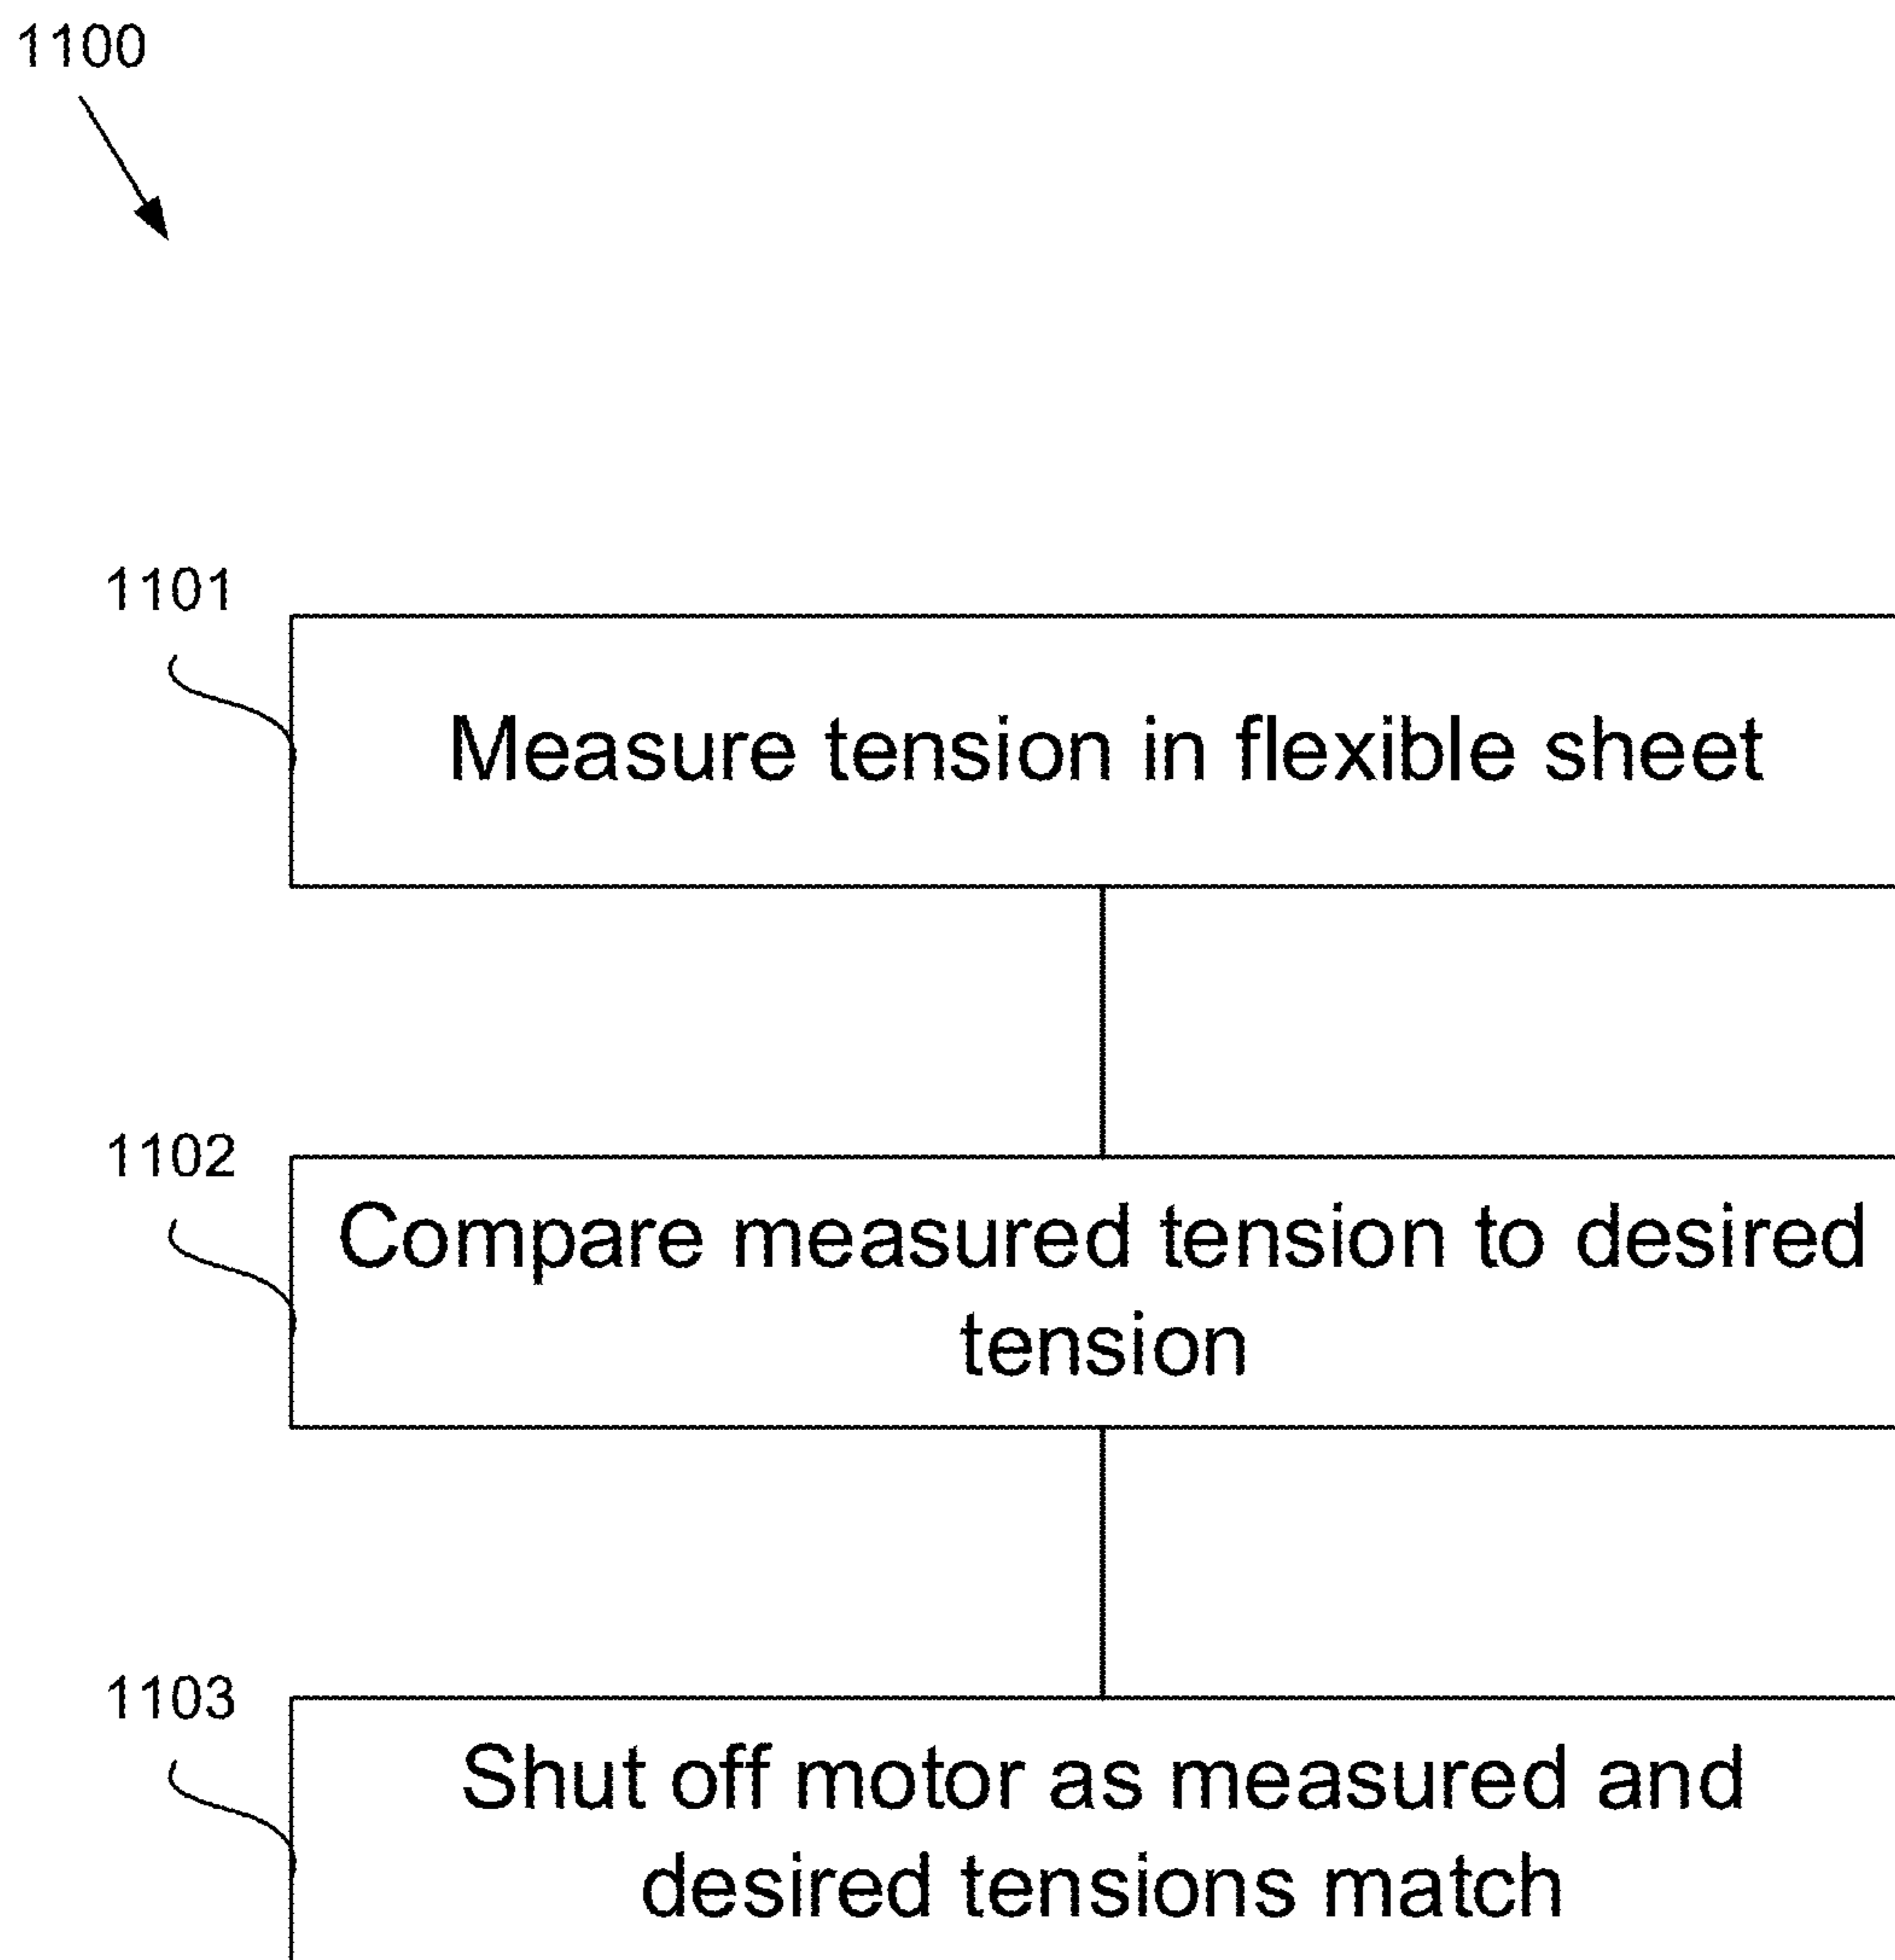 1100
1101
Measure tension in flexible sheet
1102
Compare measured tension to desired
tension
1103
Shut off motor as measured and
desired tensions match